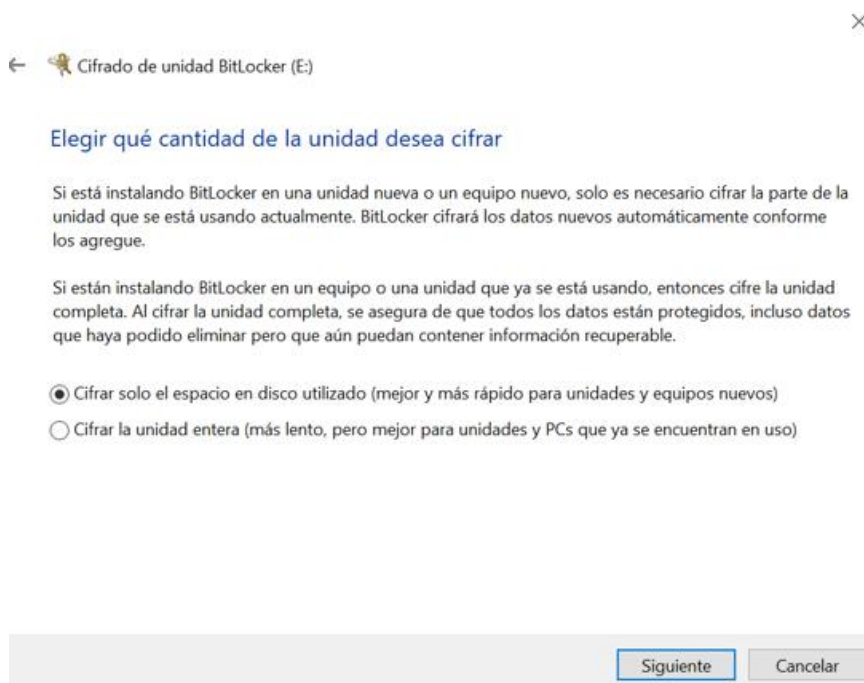 Cifrado de unidad BitLocker (E:)
Elegir qué cantidad de la unidad desea cifrar
Si está instalando BitLocker en una unidad nueva o un equipo nuevo, solo es necesario cifrar la parte de la
unidad que se está usando actualmente. BitLocker cifrará los datos nuevos automáticamente conforme
los agregue.
Si están instalando BitLocker en un equipo o una unidad que ya se está usando, entonces cifre la unidad
completa. Al cifrar la unidad completa, se asegura de que todos los datos están protegidos, incluso datos
que haya podido eliminar pero que aún puedan contener información recuperable.
Cifrar solo el espacio en disco utilizado (mejor y más rápido para unidades y equipos nuevos)
Cifrar la unidad entera (más lento, pero mejor para unidades y PCs que ya se encuentran en uso)
Siguiente Cancelar